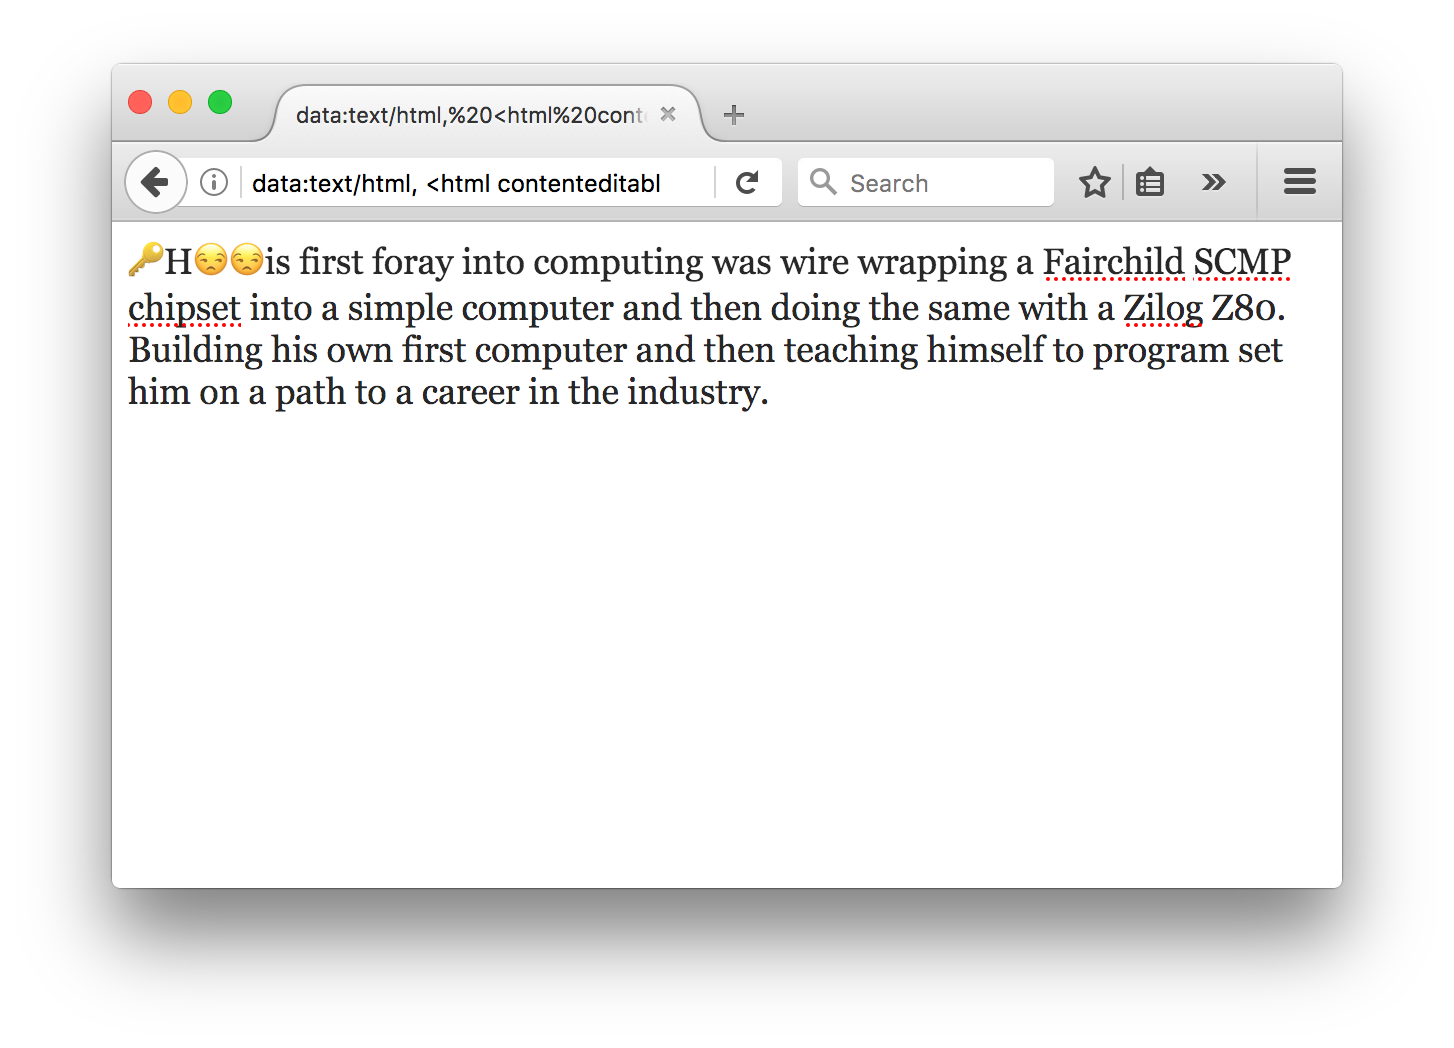 data:text/html,%20<html%20cont
data:text/html, <html contenteditabl
Search
🔑H😒😒is first foray into computing was wire wrapping a Fairchild SCMP
chipset into a simple computer and then doing the same with a Zilog Z80.
Building his own first computer and then teaching himself to program set
him on a path to a career in the industry.